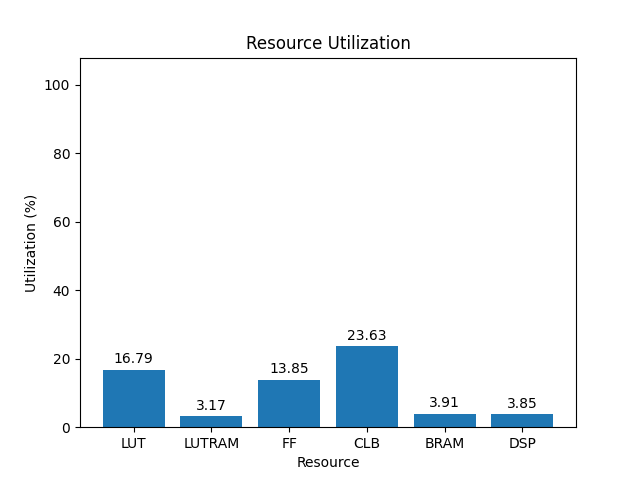 Resource Utilization
100
80
60
40
20
0
Utilization (%)
16.79
3.17
13.85
23.63
3.91
3.85
LUT
LUTRAM
FF
CLB
BRAM
DSP
Resource